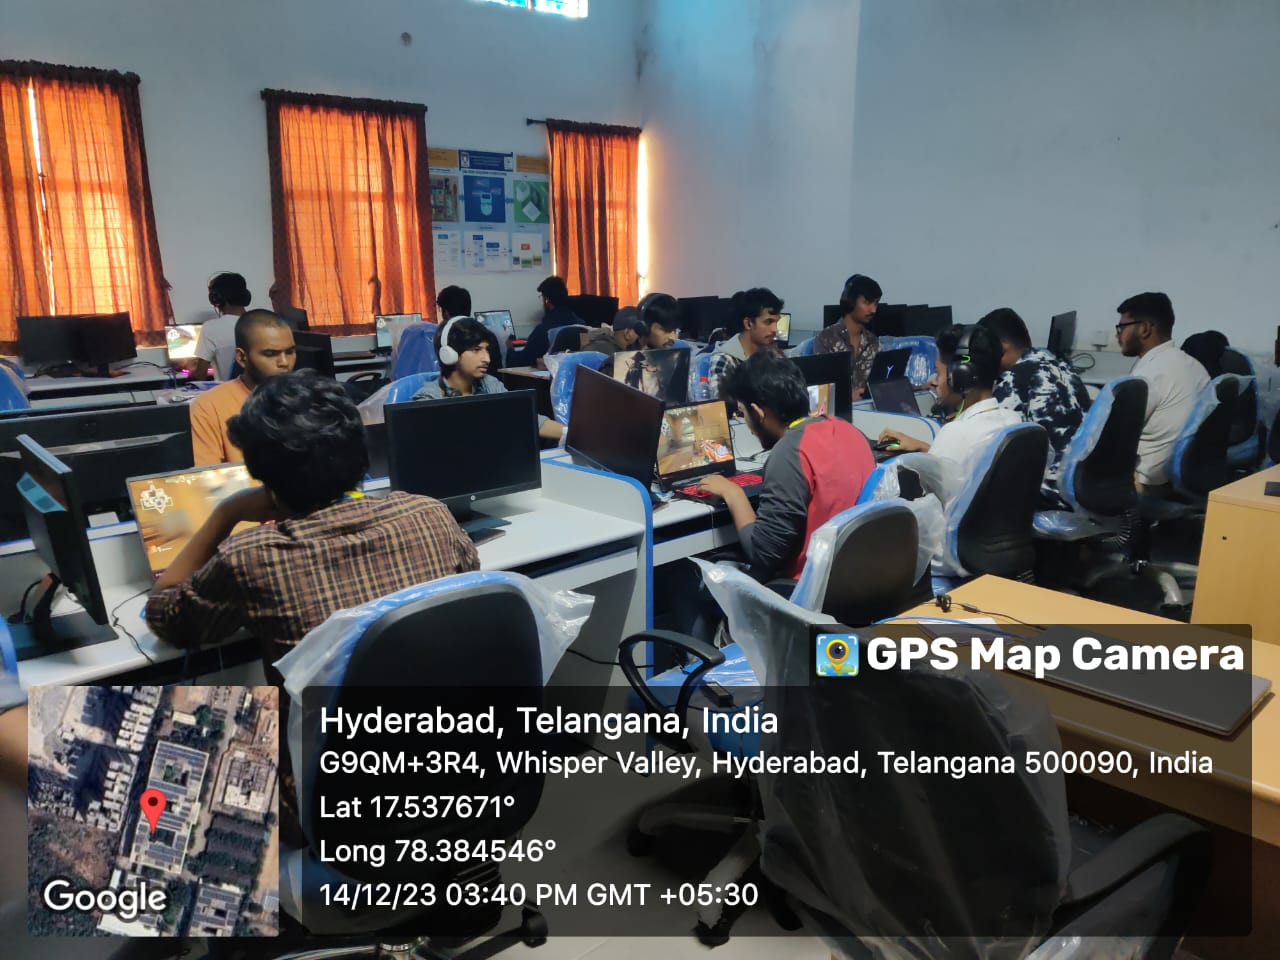 GPS Map Camera
Hyderabad, Telangana, India
G9QM+3R4, Whisper Valley, Hyderabad, Telangana 500090, India
Lat 17.537671°
Long 78.384546°
14/12/23 03:40 PM GMT +05:30
Google